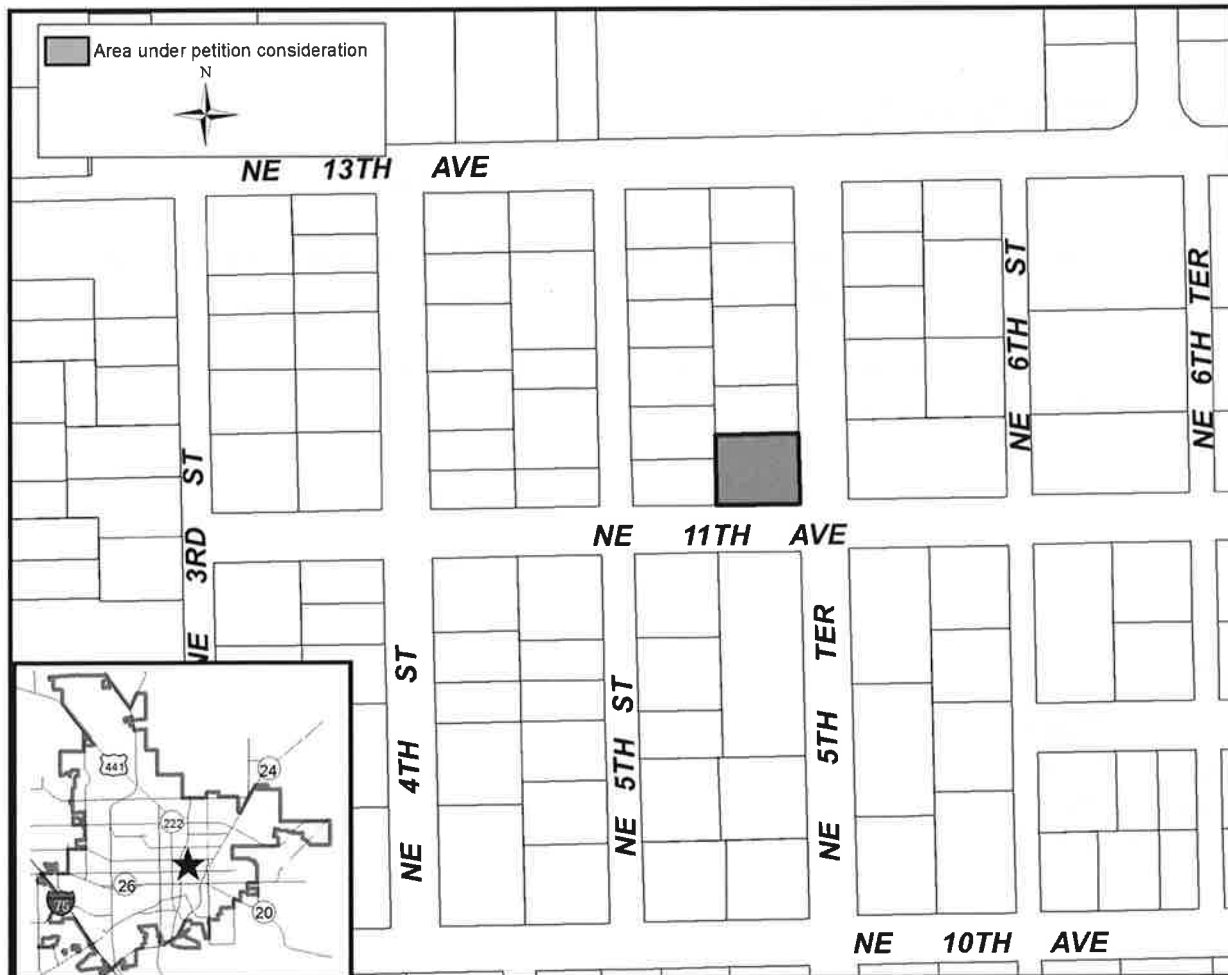 Area under petition consideration
N
NE 13TH AVE
NE 6TH ST
NE 6TH TER
NE 3RD ST
NE 11TH AVE
NE 4TH ST
NE 5TH ST
NE 5TH TER
441
24
222
26
75
20
NE 10TH AVE